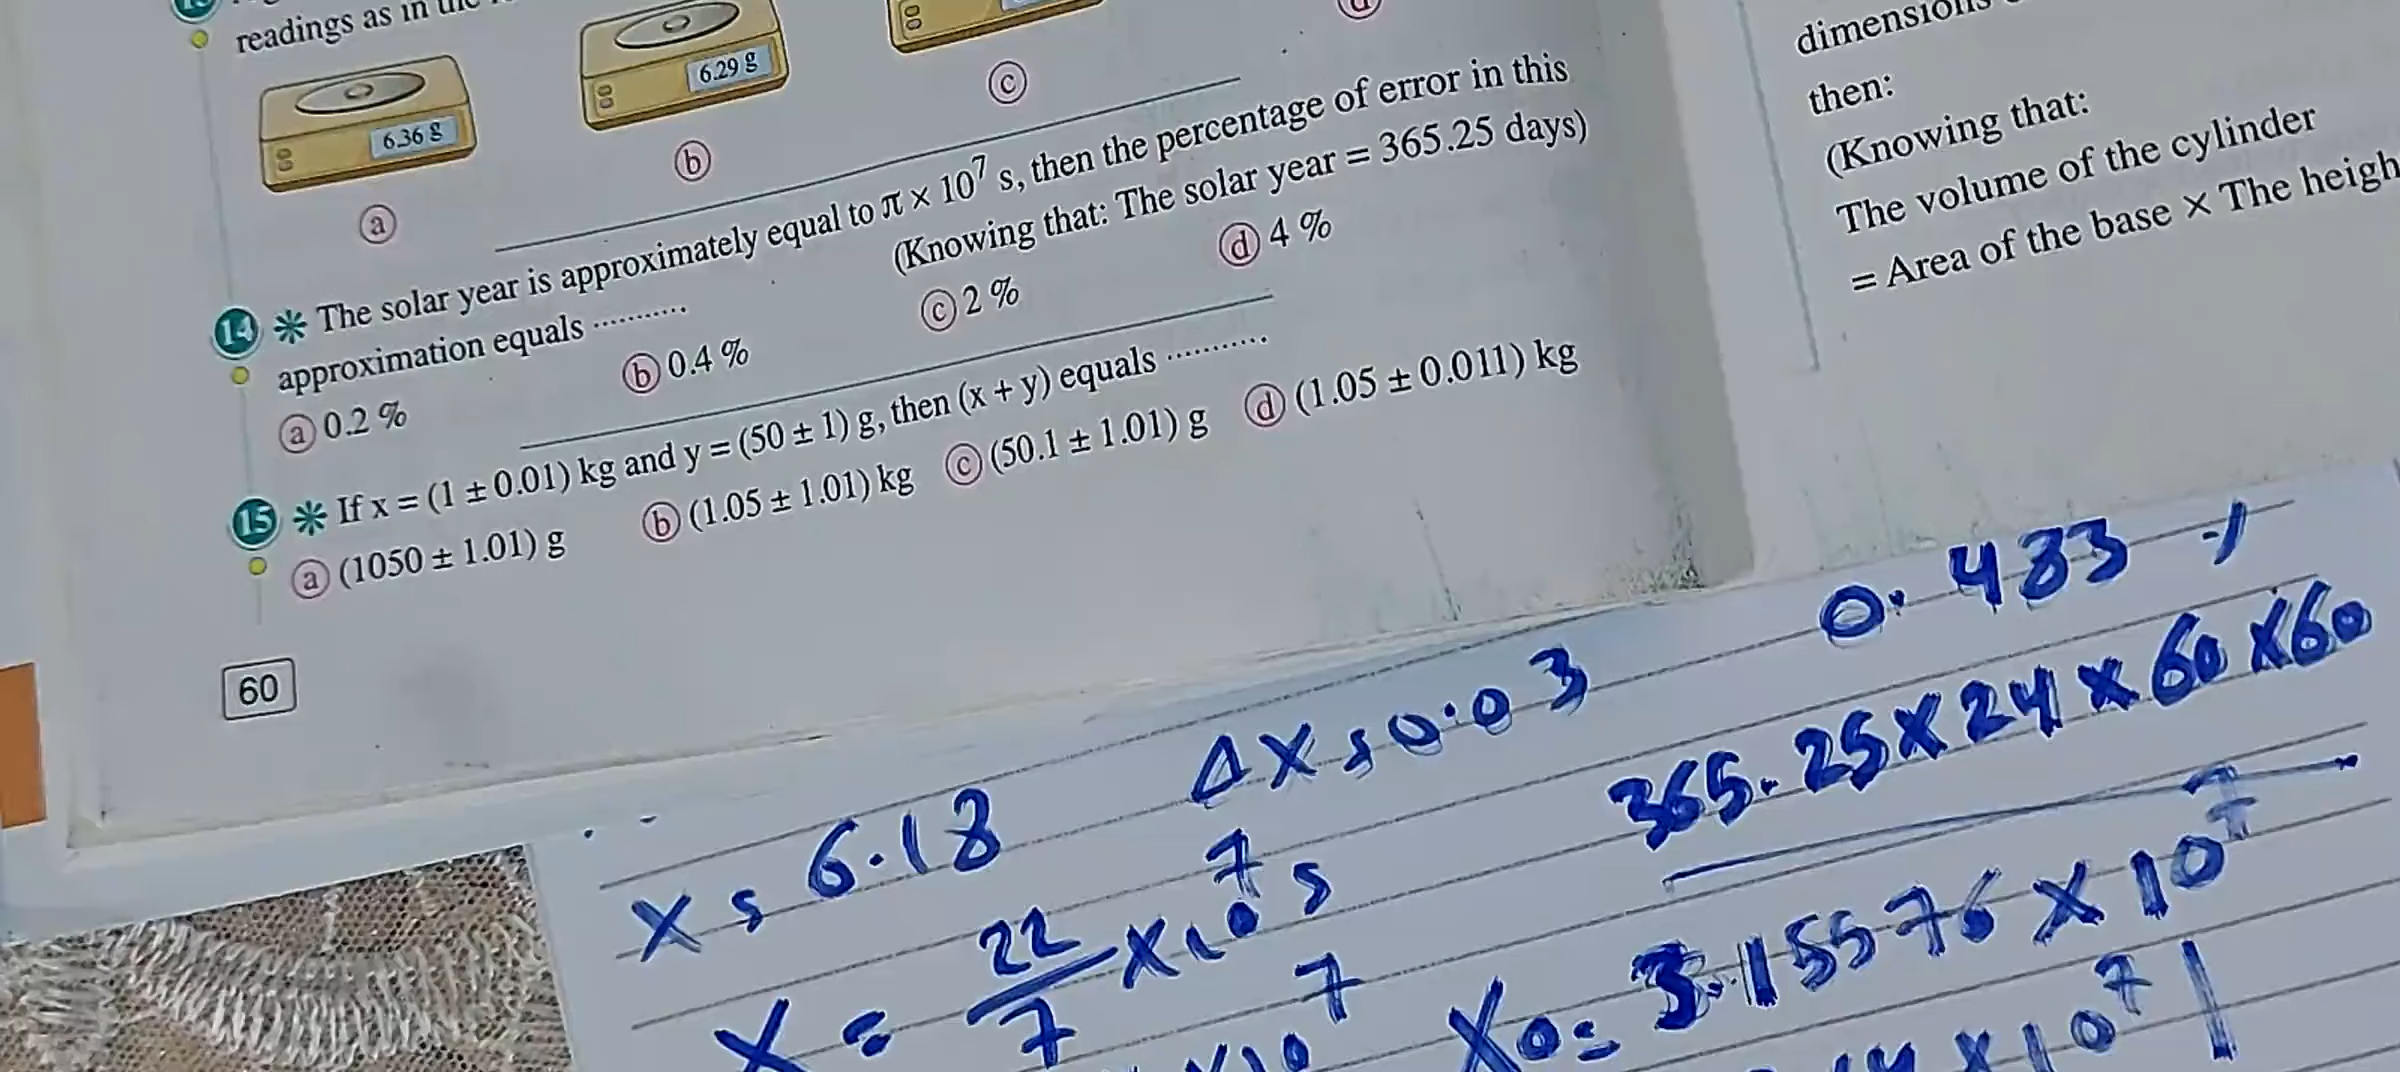 readings as in
6.36 g
6.29 g
a
b
c
d
14 * The solar year is approximately equal to π × 10⁷ s, then the percentage of error in this
approximation equals ...........
(Knowing that: The solar year = 365.25 days)
a 0.2 %
b 0.4 %
c 2 %
d 4 %
15 * If x = (1 ± 0.01) kg and y = (50 ± 1) g, then (x + y) equals ...........
a (1050 ± 1.01) g
b (1.05 ± 1.01) kg
c (50.1 ± 1.01) g
d (1.05 ± 0.011) kg
60
then:
(Knowing that:
The volume of the cylinder
= Area of the base × The heigh
0.433
X = 6.18
ΔX = 0.03
365.25 × 24 × 60 × 60
X = 22/7 × 10⁷ s
X₀ = 3.15576 × 10⁷